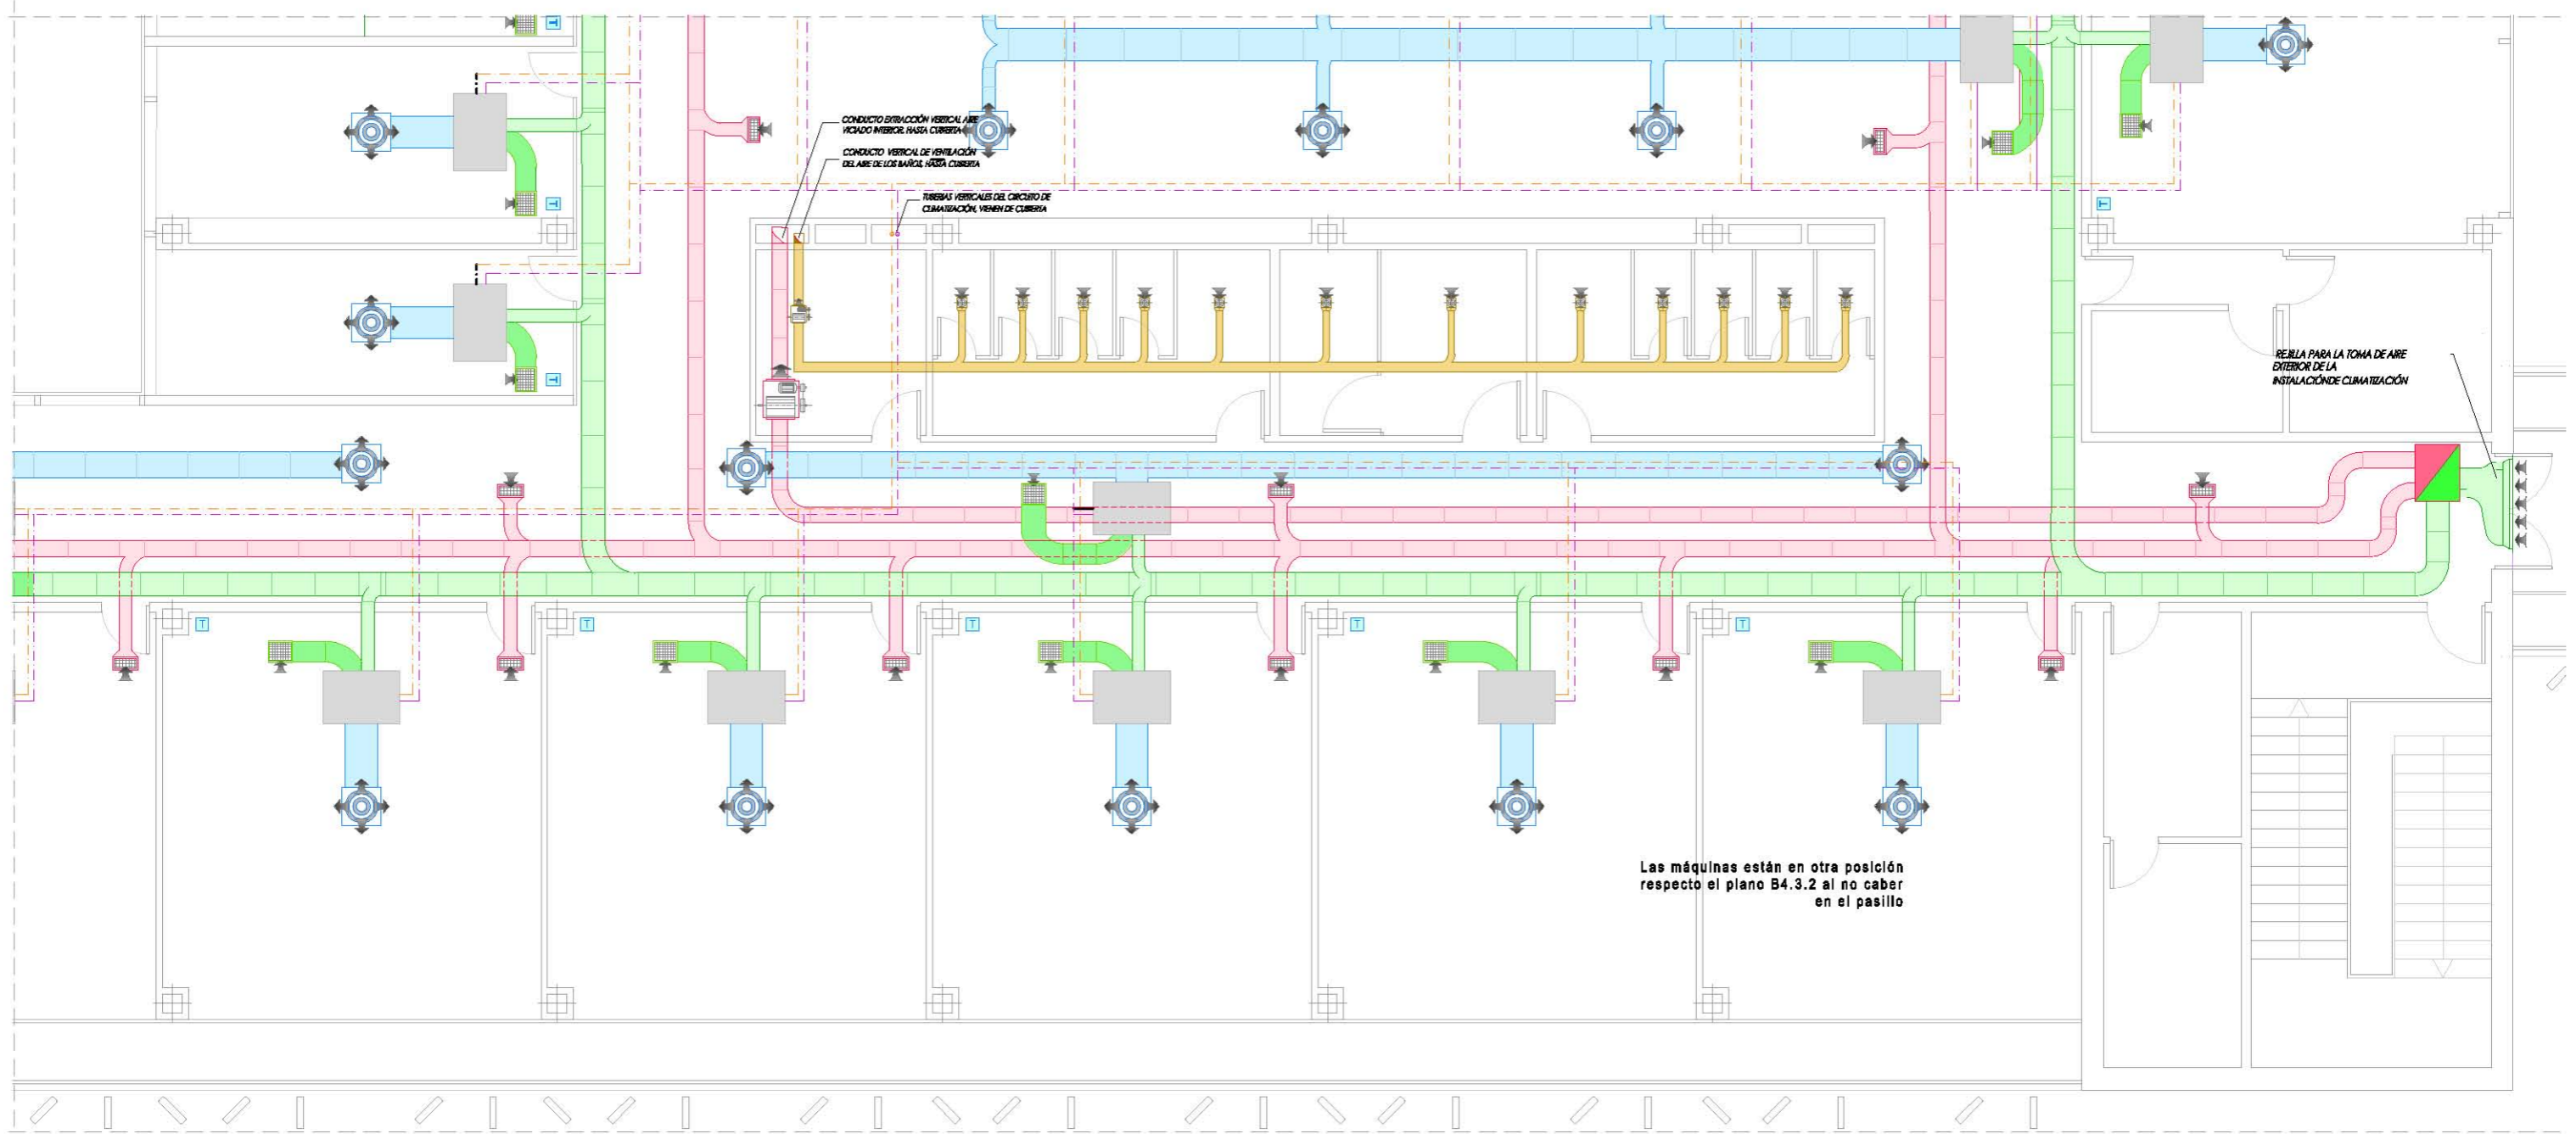 CONDUCTO EXTRACCIÓN VERTICAL AIRE
VICIADO INTERIOR, HASTA CUBIERTA
CONDUCTO VERTICAL DE VENTILACIÓN
DEL AIRE DE LOS BAÑOS, HASTA CUBIERTA
TUBERIAS VERTICALES DEL CIRCUITO DE
CLIMATIZACIÓN, VIENEN DE CUBIERTA
T
T
T
T
REJILLA PARA LA TOMA DE AIRE
EXTERIOR DE LA
INSTALACIÓNDE CLIMATIZACIÓN
T
T
T
T
T
Las máquinas están en otra posición
respecto el plano B4.3.2 al no caber
en el pasillo